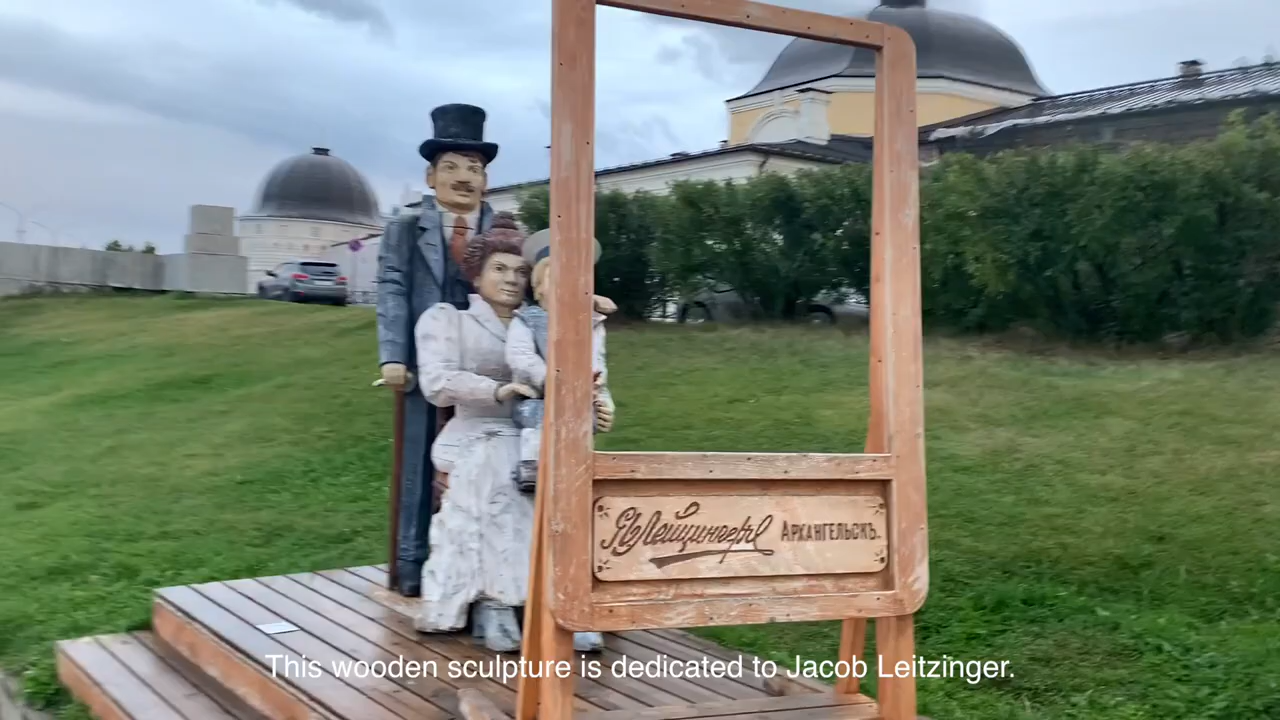 Я. Лейцингеръ
АРХАНГЕЛЬСКЪ.
This wooden sculpture is dedicated to Jacob Leitzinger.